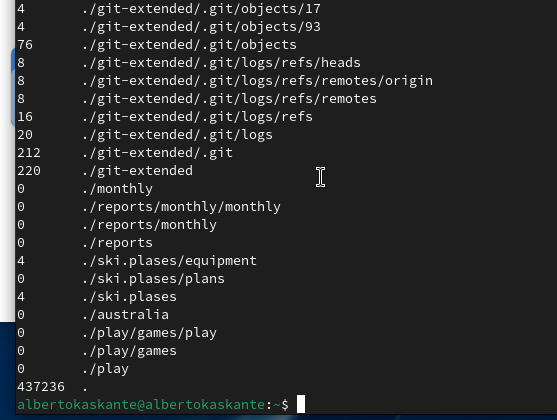 4 ./git-extended/.git/objects/17
4 ./git-extended/.git/objects/93
76 ./git-extended/.git/objects
8 ./git-extended/.git/logs/refs/heads
8 ./git-extended/.git/logs/refs/remotes/origin
8 ./git-extended/.git/logs/refs/remotes
16 ./git-extended/.git/logs/refs
20 ./git-extended/.git/logs
212 ./git-extended/.git
220 ./git-extended
0 ./monthly
0 ./reports/monthly/monthly
0 ./reports/monthly
0 ./reports
4 ./ski.plases/equipment
0 ./ski.plases/plans
4 ./ski.plases
0 ./australia
0 ./play/games/play
0 ./play/games
0 ./play
437236 .
albertokaskante@albertokaskante:~$